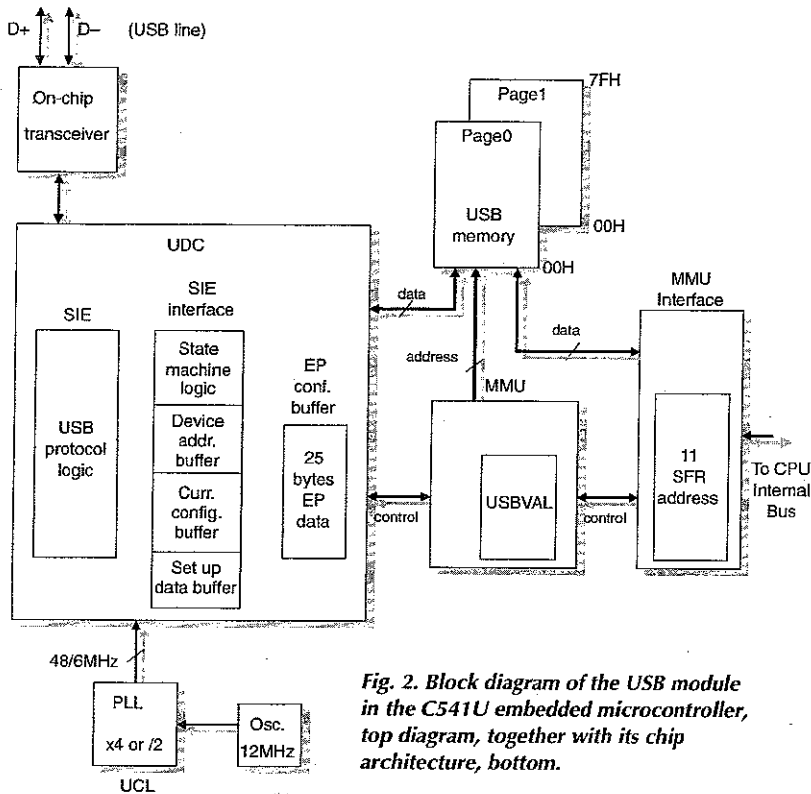 D+ D− (USB line)
On-chip
transceiver
7FH
Page1
Page0
USB
memory
00H
00H
UDC
SIE
USB
protocol
logic
SIE
interface
State
machine
logic
Device
addr.
buffer
Curr.
config.
buffer
Set up
data buffer
EP
conf.
buffer
25
bytes
EP
data
data
address
data
MMU
USBVAL
control
control
MMU
Interface
11
SFR
address
To CPU
Internal
Bus
48/6MHz
PLL
x4 or /2
UCL
Osc.
12MHz
Fig. 2. Block diagram of the USB module
in the C541U embedded microcontroller,
top diagram, together with its chip
architecture, bottom.